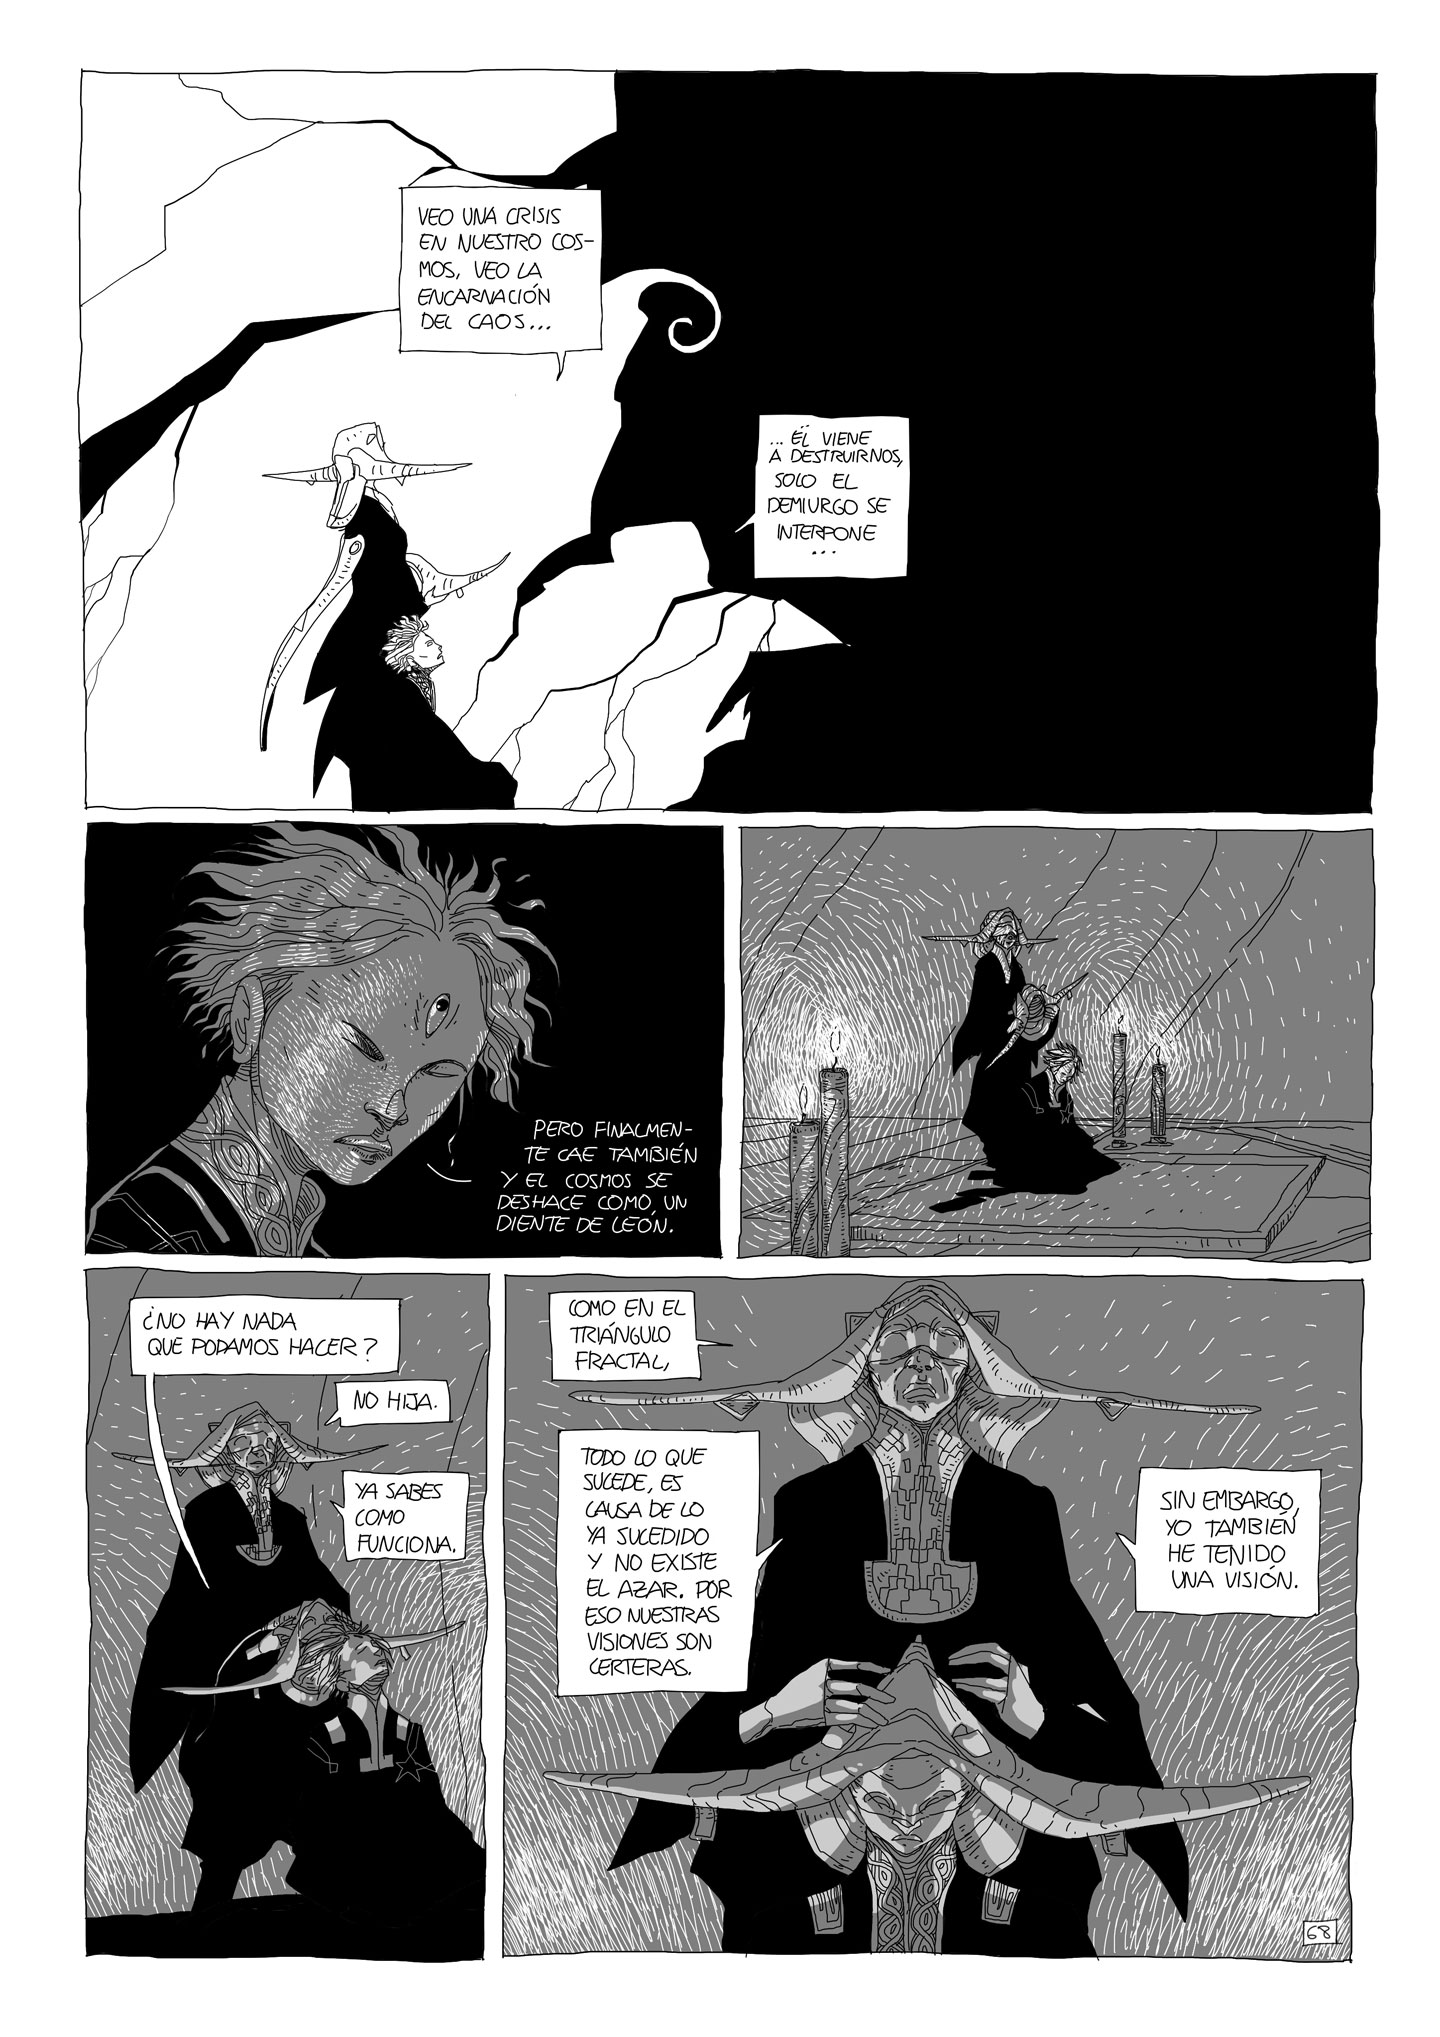 VEO UNA CRISIS
EN NUESTRO COS-
MOS, VEO LA
ENCARNACIÓN
DEL CAOS...
... ÉL VIENE
A DESTRUIRNOS,
SOLO EL
DEMIURGO SE
INTERPONE
...
PERO FINALMEN-
TE CAE TAMBIÉN
Y EL COSMOS SE
DESHACE COMO UN
DIENTE DE LEÓN.
¿NO HAY NADA
QUE PODAMOS HACER?
NO HIJA.
YA SABES
COMO
FUNCIONA.
COMO EN EL
TRIÁNGULO
FRACTAL,
TODO LO QUE
SUCEDE, ES
CAUSA DE LO
YA SUCEDIDO
Y NO EXISTE
EL AZAR. POR
ESO NUESTRAS
VISIONES SON
CERTERAS.
SIN EMBARGO,
YO TAMBIÉN
HE TENIDO
UNA VISIÓN.
68